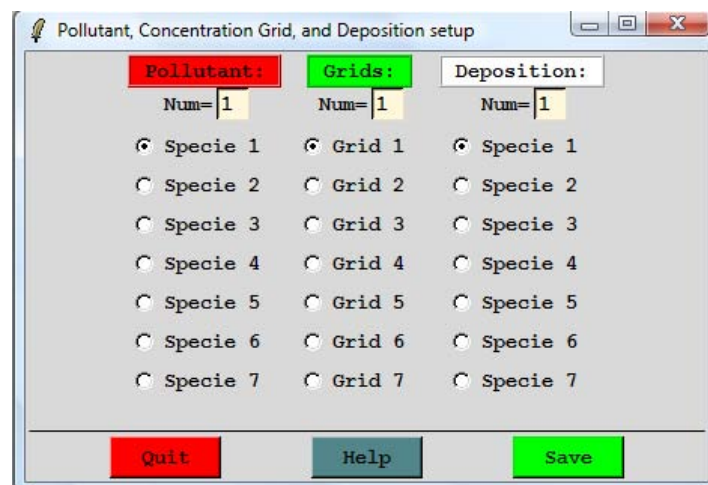 Pollutant, Concentration Grid, and Deposition setup
Pollutant: Grids: Deposition:
Num= 1 Num= 1 Num= 1
Specie 1 Grid 1 Specie 1
Specie 2 Grid 2 Specie 2
Specie 3 Grid 3 Specie 3
Specie 4 Grid 4 Specie 4
Specie 5 Grid 5 Specie 5
Specie 6 Grid 6 Specie 6
Specie 7 Grid 7 Specie 7
Quit Help Save